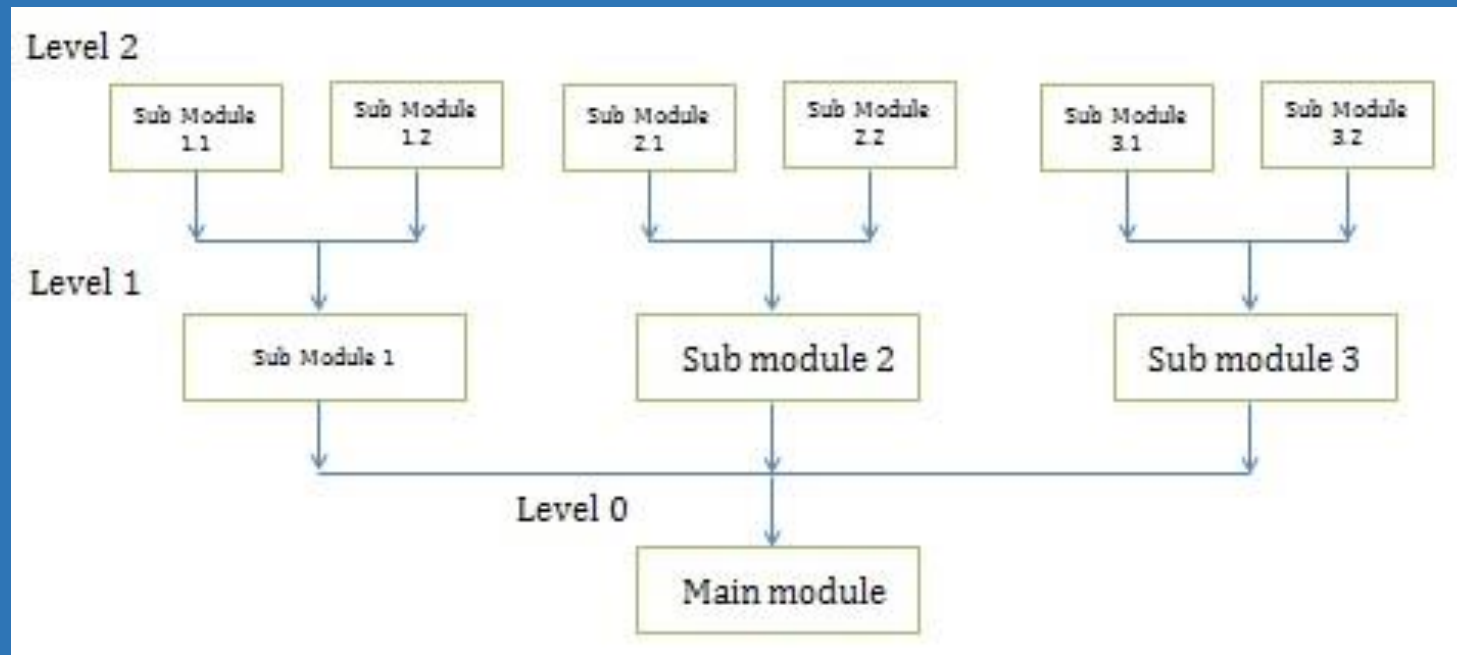 Level 2
Sub Module
1.1
Sub Module
1.2
Sub Module
2.1
Sub Module
2.2
Sub Module
3.1
Sub Module
3.2
Level 1
Sub Module 1
Sub module 2
Sub module 3
Level 0
Main module